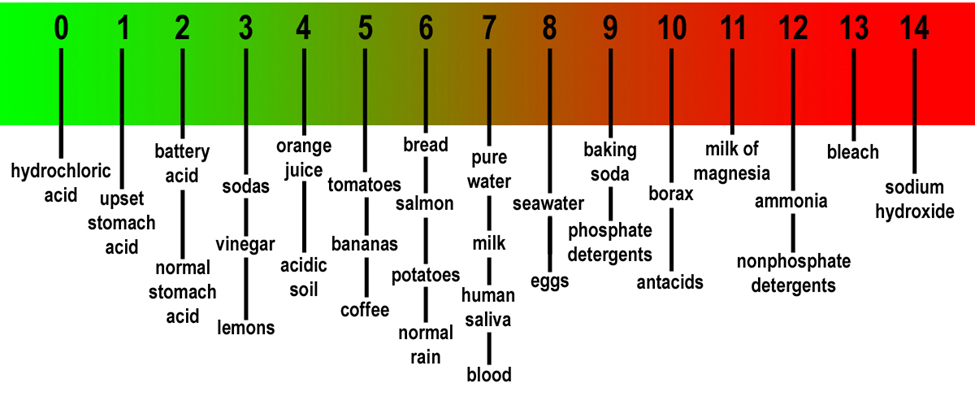 0 1 2 3 4 5 6 7 8 9 10 11 12 13 14
hydrochloric
acid
upset
stomach
acid
battery
acid
normal
stomach
acid
sodas
vinegar
lemons
orange
juice
acidic
soil
tomatoes
bananas
coffee
bread
salmon
potatoes
normal
rain
pure
water
milk
human
saliva
blood
seawater
eggs
baking
soda
phosphate
detergents
borax
antacids
milk of
magnesia
ammonia
nonphosphate
detergents
bleach
sodium
hydroxide